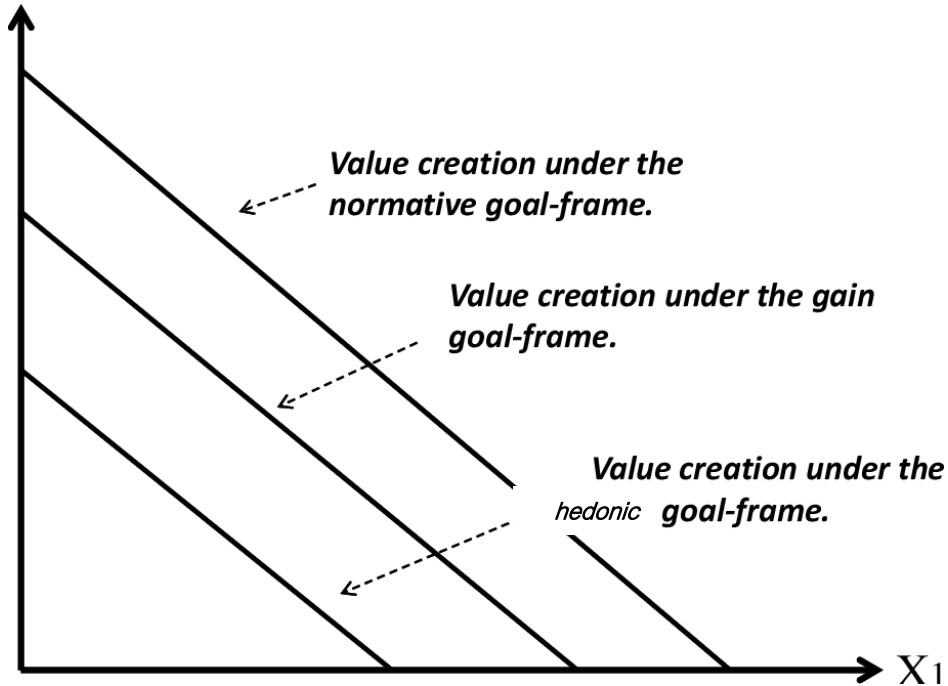 Value creation under the
normative goal-frame.
Value creation under the gain
goal-frame.
Value creation under the
hedonic goal-frame.
X1